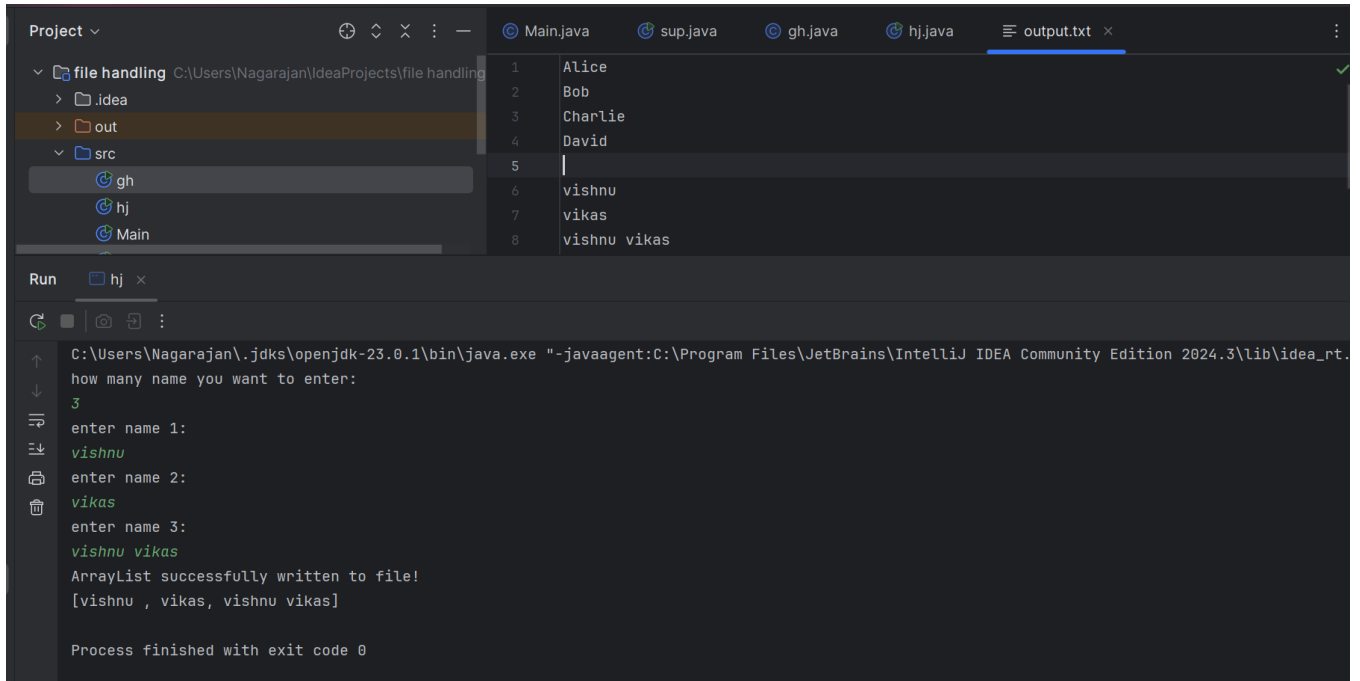 Project
file handling C:\Users\Nagarajan\IdeaProjects\file handling
.idea
out
src
gh
hj
Main
Main.java sup.java gh.java hj.java output.txt
1 Alice
2 Bob
3 Charlie
4 David
5
6 vishnu
7 vikas
8 vishnu vikas
Run hj
C:\Users\Nagarajan\.jdks\openjdk-23.0.1\bin\java.exe "-javaagent:C:\Program Files\JetBrains\IntelliJ IDEA Community Edition 2024.3\lib\idea_rt.
how many name you want to enter:
3
enter name 1:
vishnu
enter name 2:
vikas
enter name 3:
vishnu vikas
ArrayList successfully written to file!
[vishnu , vikas, vishnu vikas]
Process finished with exit code 0